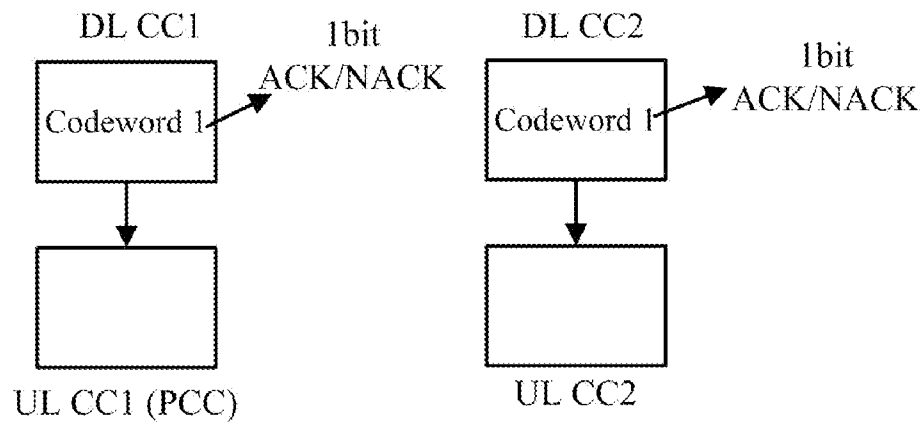 DL CC1
1bit
ACK/NACK
Codeword 1
UL CC1 (PCC)
DL CC2
1bit
ACK/NACK
Codeword 1
UL CC2